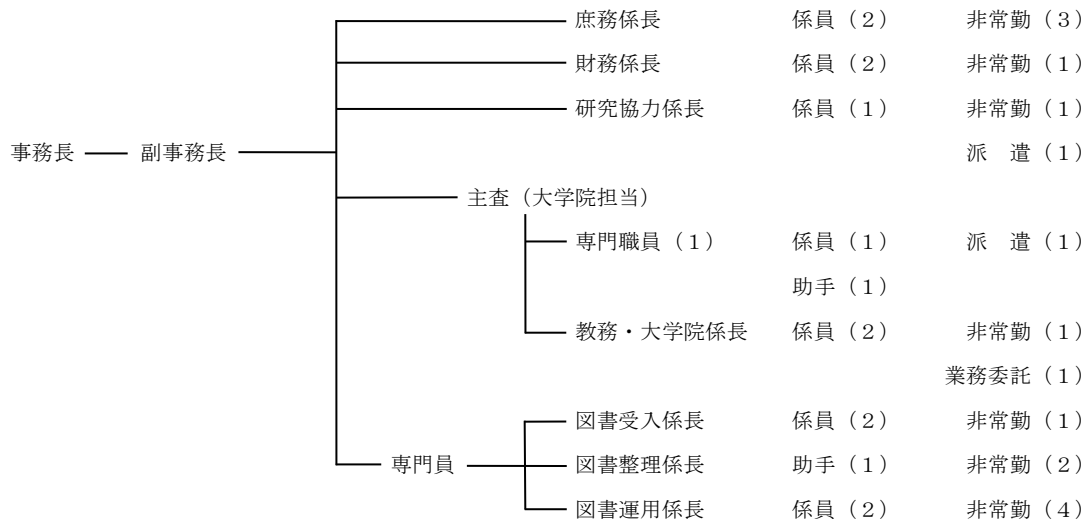 庶務係長 係員（２） 非常勤（３）
財務係長 係員（２） 非常勤（１）
研究協力係長 係員（１） 非常勤（１）
事務長 副事務長 派　遣（１）
主査（大学院担当）
専門職員（１） 係員（１） 派　遣（１）
助手（１）
教務・大学院係長 係員（２） 非常勤（１）
業務委託（１）
図書受入係長 係員（２） 非常勤（１）
専門員 図書整理係長 助手（１） 非常勤（２）
図書運用係長 係員（２） 非常勤（４）